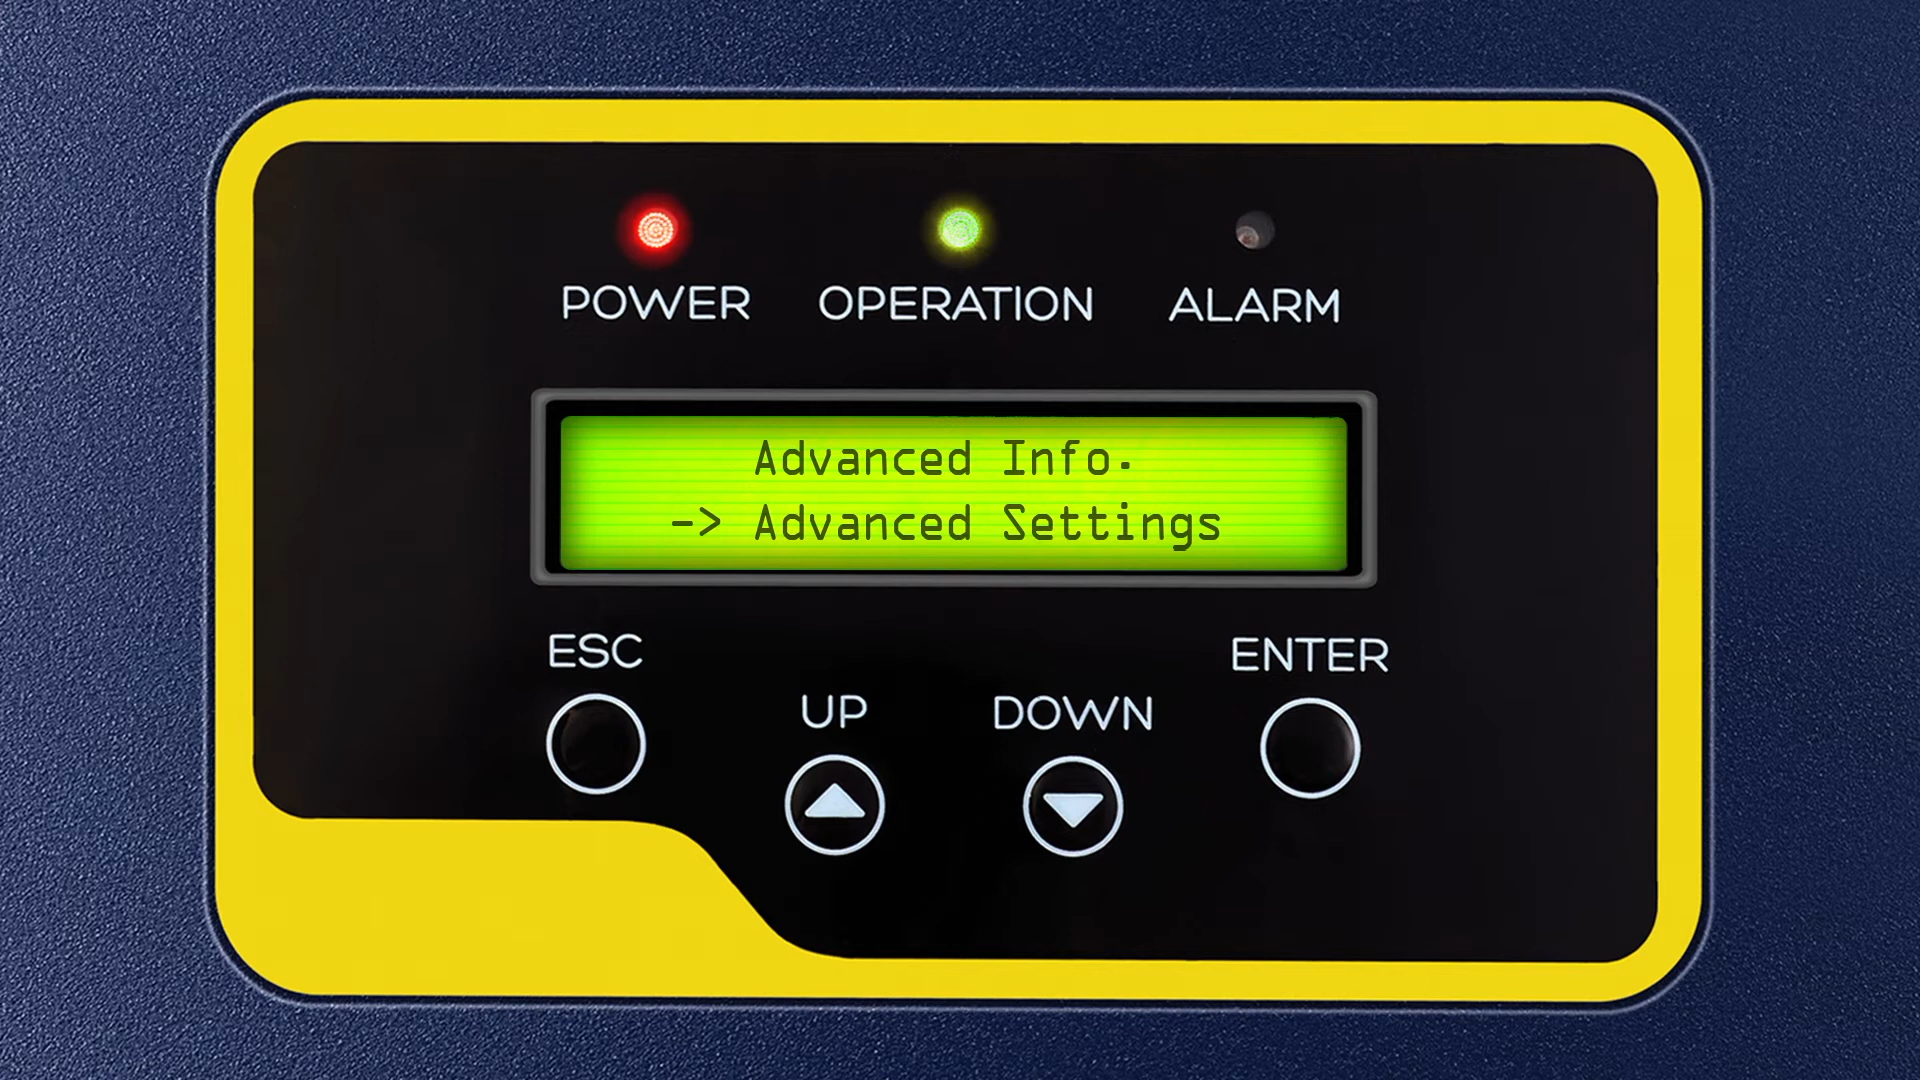 POWER OPERATION ALARM
Advanced Info.
-> Advanced Settings
ESC
ENTER
UP
DOWN